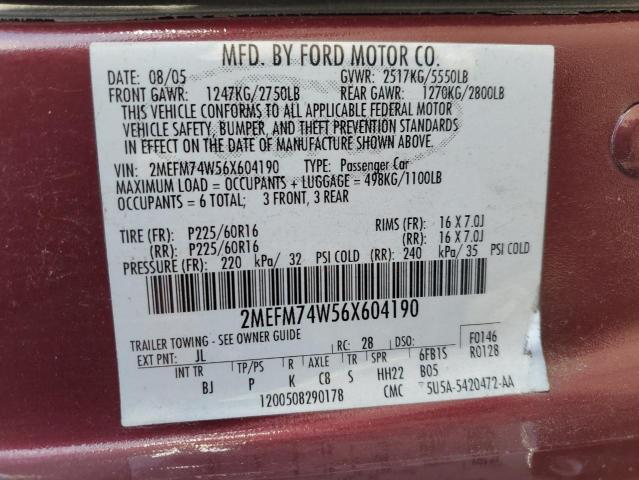 MFD. BY FORD MOTOR CO.
DATE: 08/05 GVWR: 2517KG/5550LB
FRONT GAWR: 1247KG/2750LB REAR GAWR: 1270KG/2800LB
THIS VEHICLE CONFORMS TO ALL APPLICABLE FEDERAL MOTOR
VEHICLE SAFETY, BUMPER, AND THEFT PREVENTION STANDARDS
IN EFFECT ON THE DATE OF MANUFACTURE SHOWN ABOVE.
VIN: 2MEFM74W56X604190 TYPE: Passenger Car
MAXIMUM LOAD = OCCUPANTS + LUGGAGE = 498KG/1100LB
OCCUPANTS = 6 TOTAL; 3 FRONT, 3 REAR
TIRE (FR): P225/60R16 RIMS (FR): 16 X 7.0J
(RR): P225/60R16 (RR): 16 X 7.0J
PRESSURE (FR): 220 kPa/ 32 PSI COLD (RR): 240 kPa/ 35 PSI COLD
2MEFM74W56X604190
TRAILER TOWING - SEE OWNER GUIDE
EXT PNT: JL RC: 28 DSO: F0146
INT TR TP/PS R AXLE TR SPR 6FB1S R0128
BJ P K C8 S HH22 B05
1200508290178 CMC 5U5A-5420472-AA